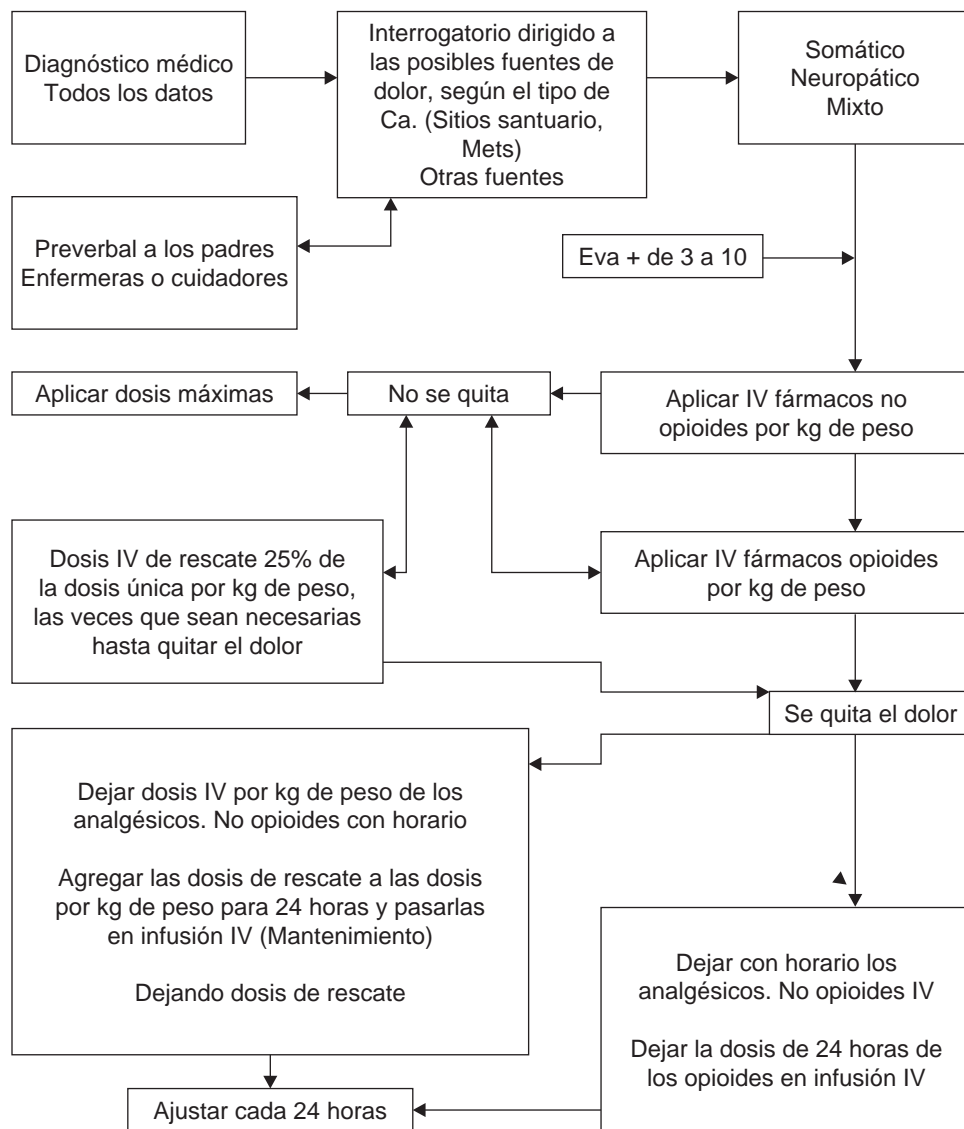 Diagnóstico médico
Todos los datos
Interrogatorio dirigido a
las posibles fuentes de
dolor, según el tipo de
Ca. (Sitios santuario,
Mets)
Otras fuentes
Somático
Neuropático
Mixto
Preverbal a los padres
Enfermeras o cuidadores
Eva + de 3 a 10
Aplicar dosis máximas
No se quita
Aplicar IV fármacos no
opioides por kg de peso
Dosis IV de rescate 25% de
la dosis única por kg de peso,
las veces que sean necesarias
hasta quitar el dolor
Aplicar IV fármacos opioides
por kg de peso
Se quita el dolor
Dejar dosis IV por kg de peso de los
analgésicos. No opioides con horario
Agregar las dosis de rescate a las dosis
por kg de peso para 24 horas y pasarlas
en infusión IV (Mantenimiento)
Dejando dosis de rescate
Dejar con horario los
analgésicos. No opioides IV
Dejar la dosis de 24 horas de
los opioides en infusión IV
Ajustar cada 24 horas